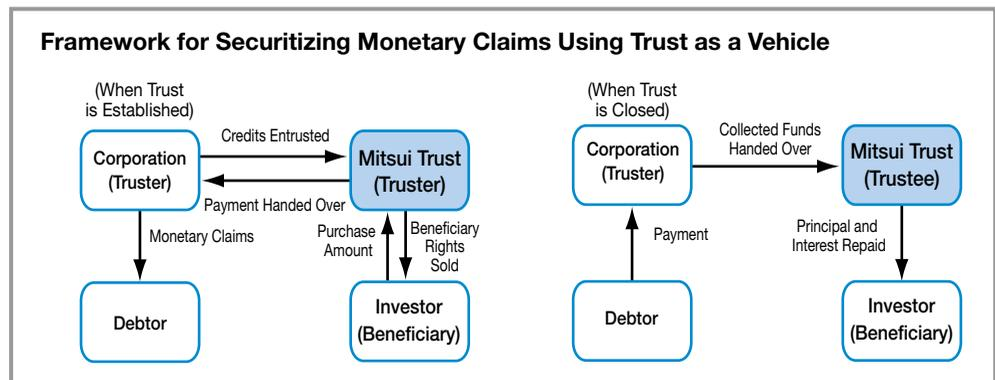 Framework for Securitizing Monetary Claims Using Trust as a Vehicle
(When Trust
is Established)
Corporation
(Truster)
Credits Entrusted
Payment Handed Over
Mitsui Trust
(Truster)
Monetary Claims
Purchase
Amount
Beneficiary
Rights
Sold
Debtor
Investor
(Beneficiary)
(When Trust
is Closed)
Corporation
(Truster)
Collected Funds
Handed Over
Mitsui Trust
(Trustee)
Payment
Principal and
Interest Repaid
Debtor
Investor
(Beneficiary)